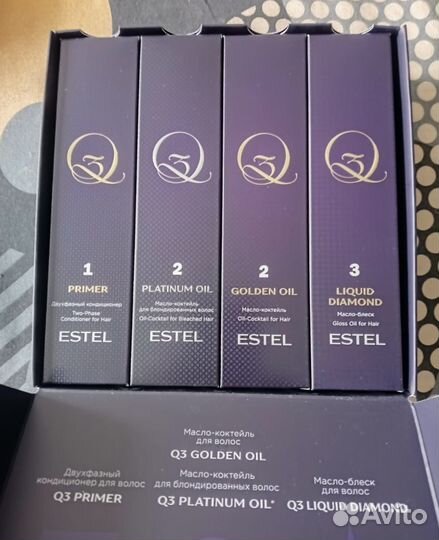 Q3
1
PRIMER
Двухфазный кондиционер
Two-Phase
Conditioner for Hair
ESTEL
Q3
2
PLATINUM OIL
Масло-коктейль
для блондированных волос
Oil-Cocktail for Bleached Hair
ESTEL
Q3
2
GOLDEN OIL
Масло-коктейль
Oil-Cocktail for Hair
ESTEL
Q3
3
LIQUID
DIAMOND
Масло-блеск
Gloss Oil for Hair
ESTEL
Масло-коктейль
для волос
Q3 GOLDEN OIL
Двухфазный
кондиционер для волос
Q3 PRIMER
Масло-коктейль
для блондированных волос
Q3 PLATINUM OIL*
Масло-блеск
для волос
Q3 LIQUID DIAMOND
Avito